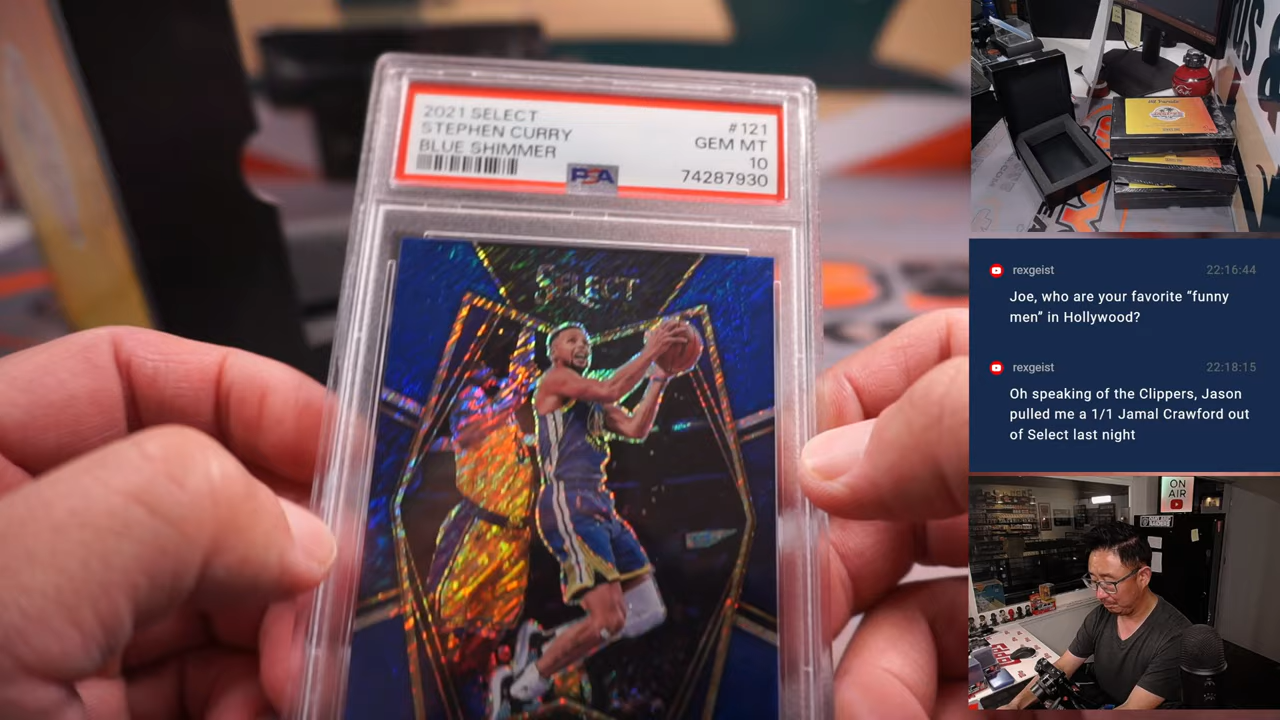 2021 SELECT
STEPHEN CURRY
BLUE SHIMMER
#121
GEM MT
10
74287930
PSA
SELECT
rexgeist
22:16:44
Joe, who are your favorite “funny
men” in Hollywood?
rexgeist
22:18:15
Oh speaking of the Clippers, Jason
pulled me a 1/1 Jamal Crawford out
of Select last night
ON
AIR